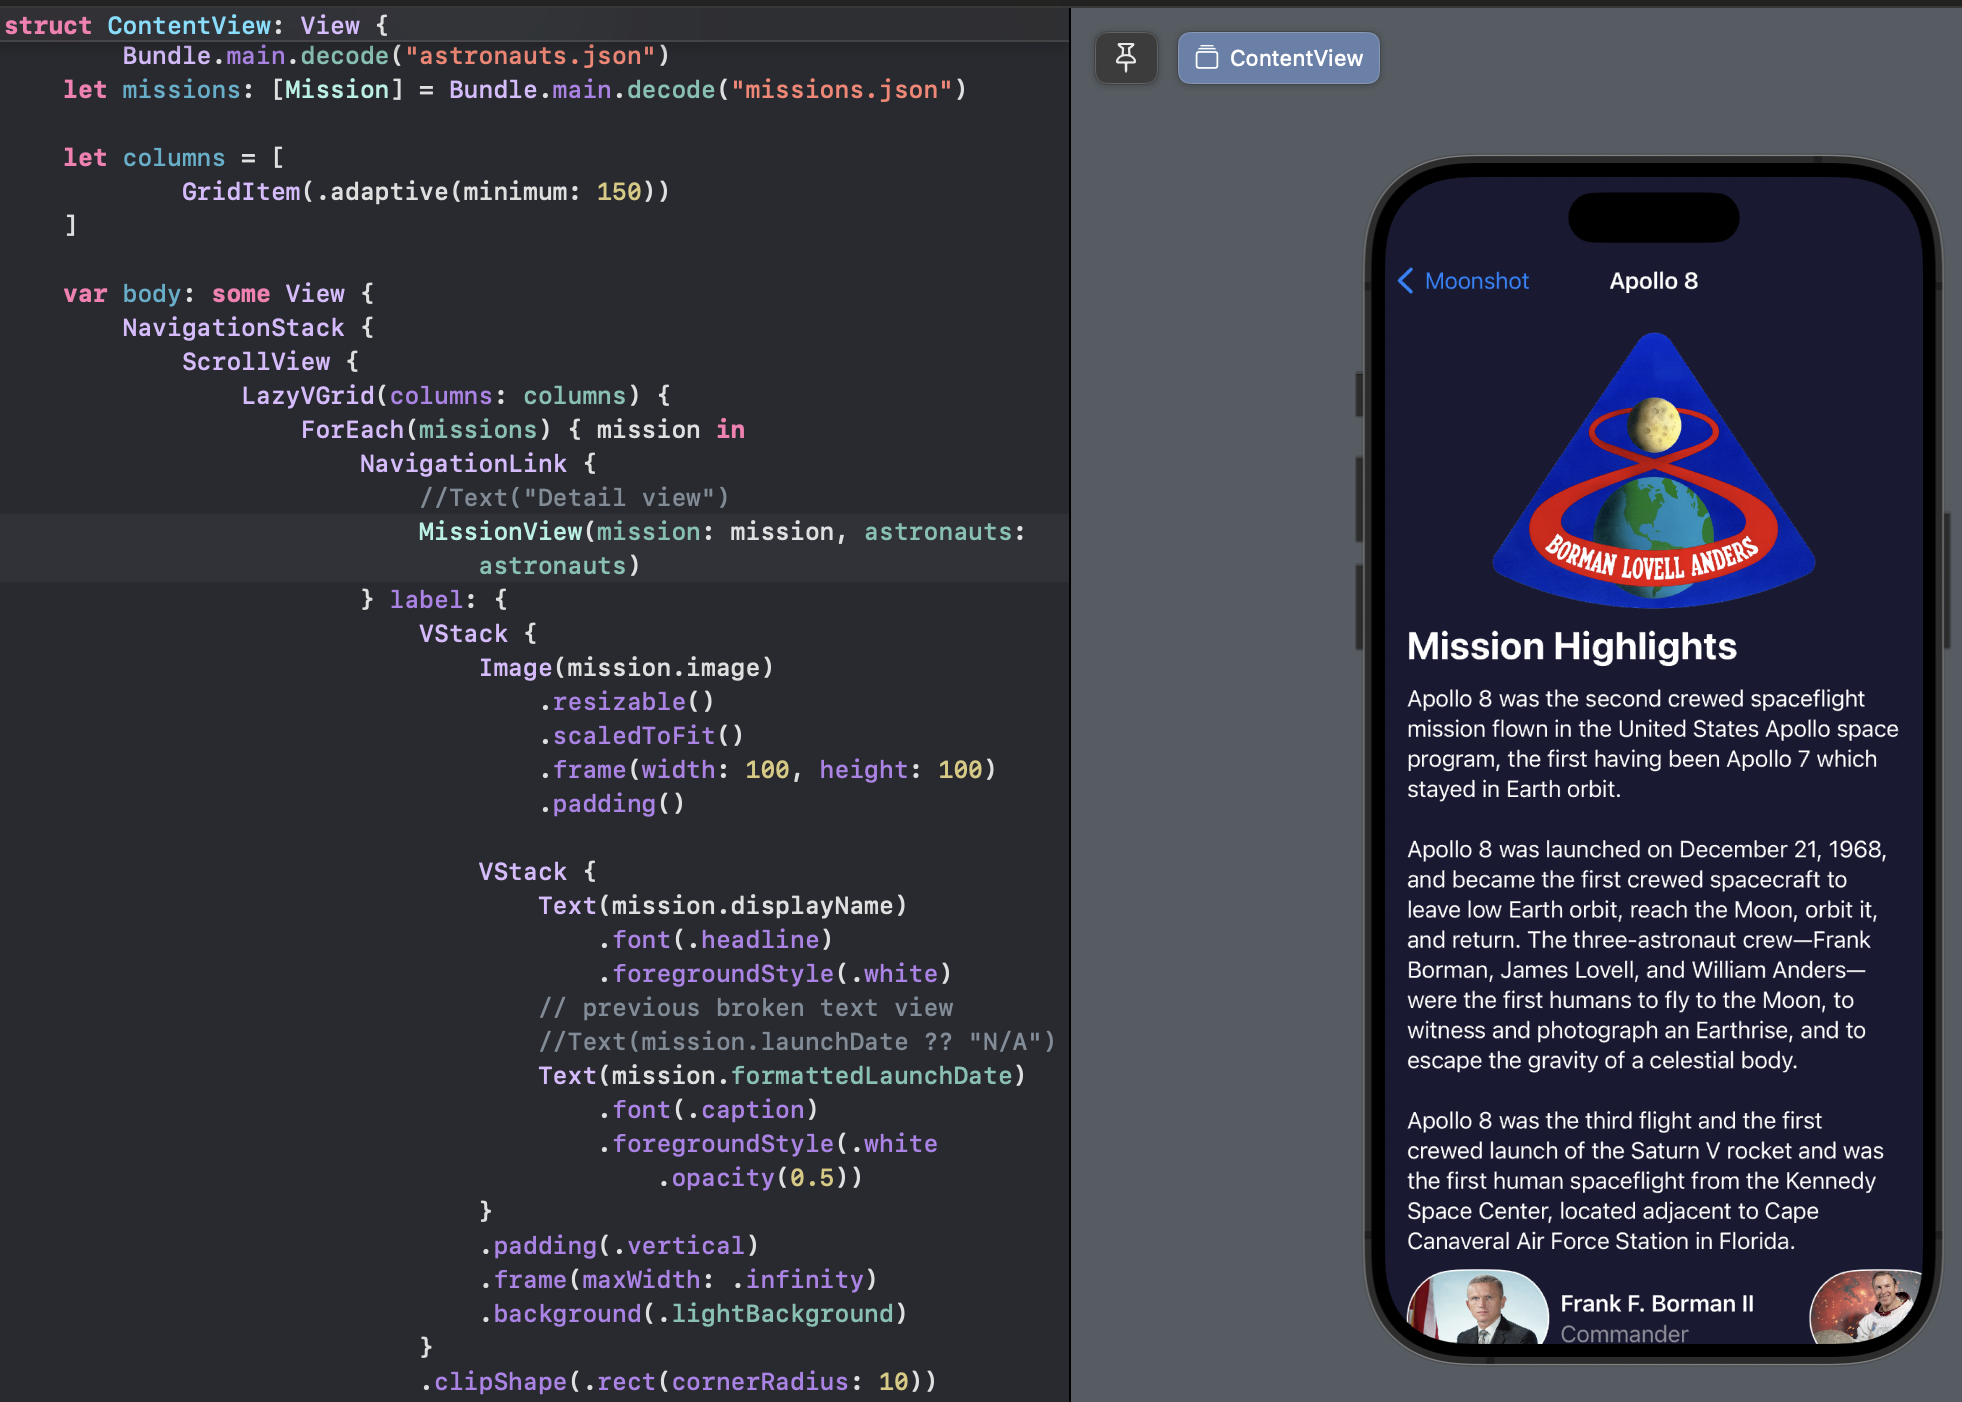 struct ContentView: View {
Bundle.main.decode("astronauts.json")
let missions: [Mission] = Bundle.main.decode("missions.json")
let columns = [
GridItem(.adaptive(minimum: 150))
]
var body: some View {
NavigationStack {
ScrollView {
LazyVGrid(columns: columns) {
ForEach(missions) { mission in
NavigationLink {
//Text("Detail view")
MissionView(mission: mission, astronauts:
astronauts)
} label: {
VStack {
Image(mission.image)
.resizable()
.scaledToFit()
.frame(width: 100, height: 100)
.padding()
VStack {
Text(mission.displayName)
.font(.headline)
.foregroundStyle(.white)
// previous broken text view
//Text(mission.launchDate ?? "N/A")
Text(mission.formattedLaunchDate)
.font(.caption)
.foregroundStyle(.white
.opacity(0.5))
}
.padding(.vertical)
.frame(maxWidth: .infinity)
.background(.lightBackground)
}
.clipShape(.rect(cornerRadius: 10))
ContentView
Moonshot
Apollo 8
BORMAN LOVELL ANDERS
Mission Highlights
Apollo 8 was the second crewed spaceflight
mission flown in the United States Apollo space
program, the first having been Apollo 7 which
stayed in Earth orbit.
Apollo 8 was launched on December 21, 1968,
and became the first crewed spacecraft to
leave low Earth orbit, reach the Moon, orbit it,
and return. The three-astronaut crew—Frank
Borman, James Lovell, and William Anders—
were the first humans to fly to the Moon, to
witness and photograph an Earthrise, and to
escape the gravity of a celestial body.
Apollo 8 was the third flight and the first
crewed launch of the Saturn V rocket and was
the first human spaceflight from the Kennedy
Space Center, located adjacent to Cape
Canaveral Air Force Station in Florida.
Frank F. Borman II
Commander